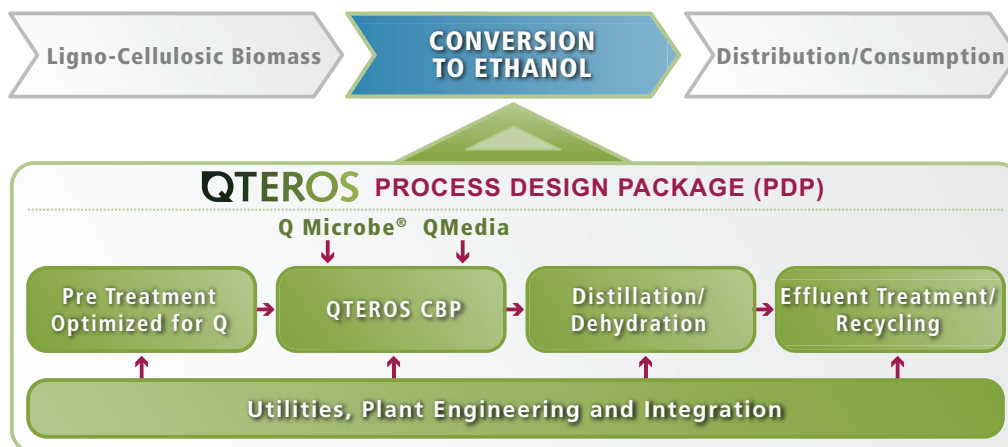 Ligno-Cellulosic Biomass
CONVERSION
TO ETHANOL
Distribution/Consumption
QTEROS PROCESS DESIGN PACKAGE (PDP)
Q Microbe® QMedia
Pre Treatment
Optimized for Q
QTEROS CBP
Distillation/
Dehydration
Effluent Treatment/
Recycling
Utilities, Plant Engineering and Integration